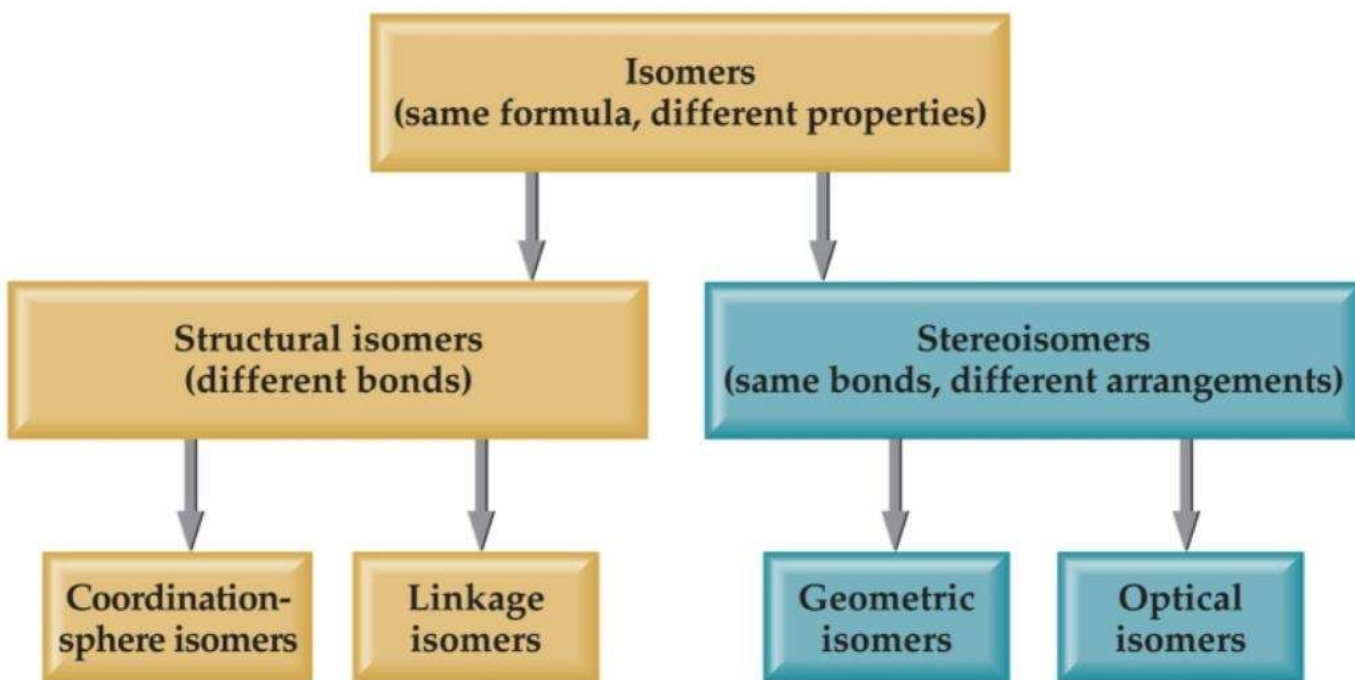 Isomers
(same formula, different properties)
Structural isomers
(different bonds)
Stereoisomers
(same bonds, different arrangements)
Coordination-
sphere isomers
Linkage
isomers
Geometric
isomers
Optical
isomers